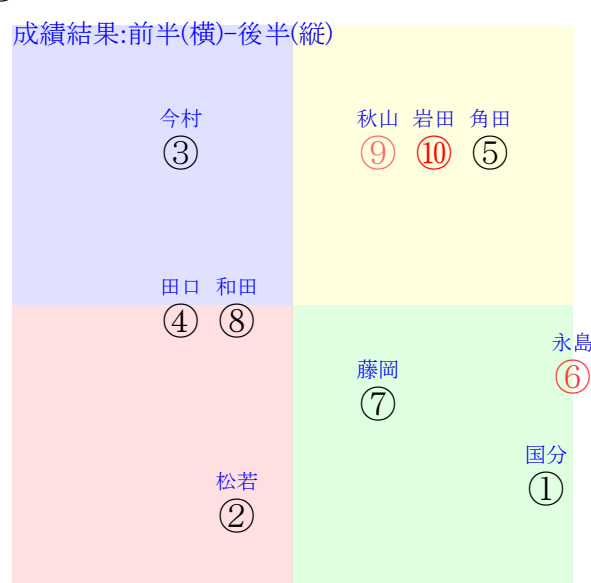 成績結果:前半(横)-後半(縦)
今村 秋山 岩田 角田
③ ⑨ ⑩ ⑤
田口 和田
④ ⑧
永島
⑥
藤岡
⑦
国分
①
松若
②